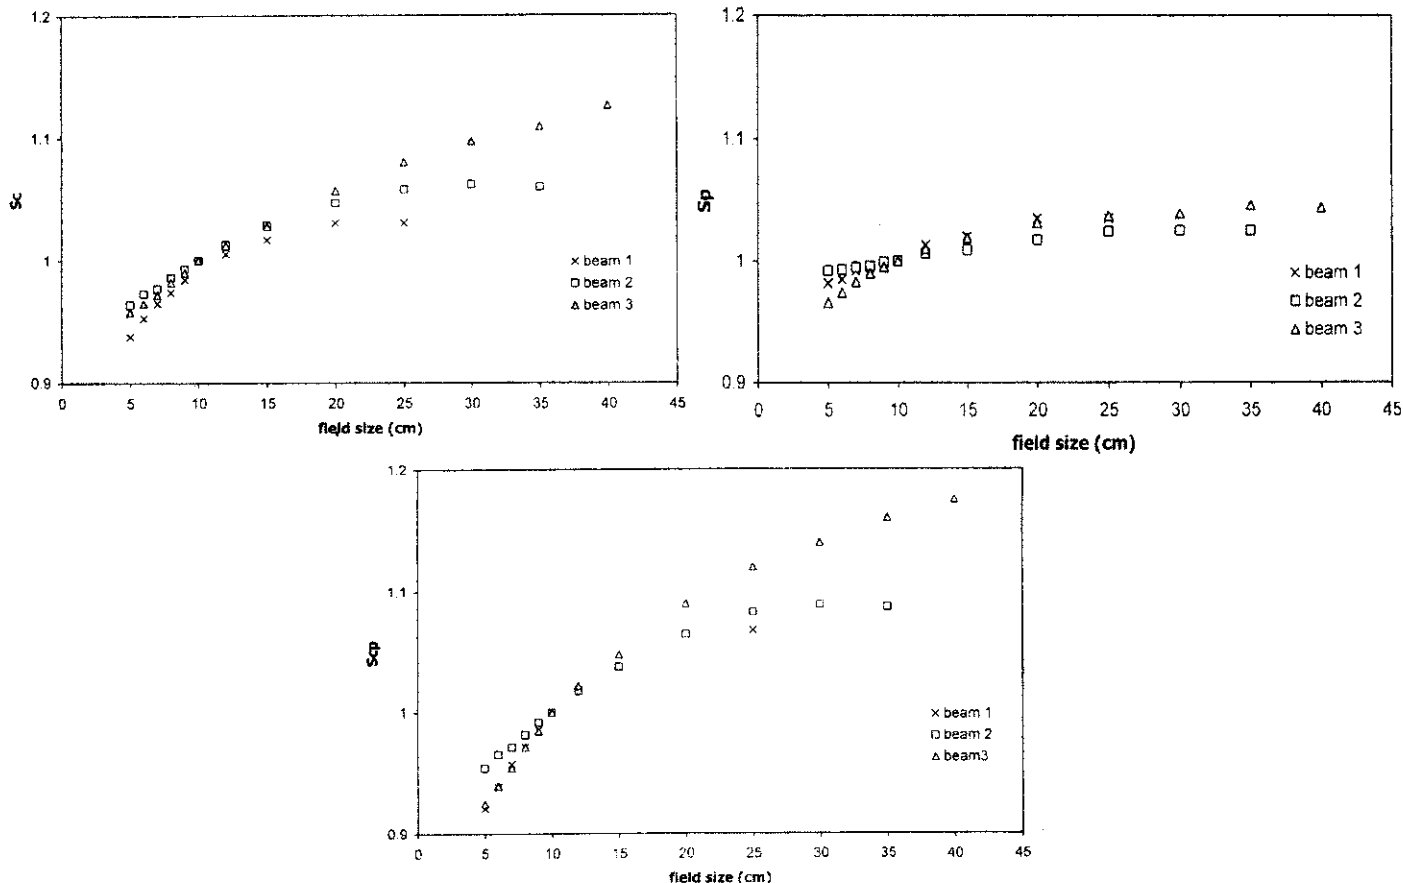 1.2
1.1
1
0.9
Sc
× beam 1
□ beam 2
△ beam 3
0 5 10 15 20 25 30 35 40 45
field size (cm)
1.2
1.1
1
0.9
Sp
× beam 1
□ beam 2
△ beam 3
0 5 10 15 20 25 30 35 40 45
field size (cm)
1.2
1.1
1
0.9
Scp
× beam 1
□ beam 2
△ beam3
0 5 10 15 20 25 30 35 40 45
field size (cm)